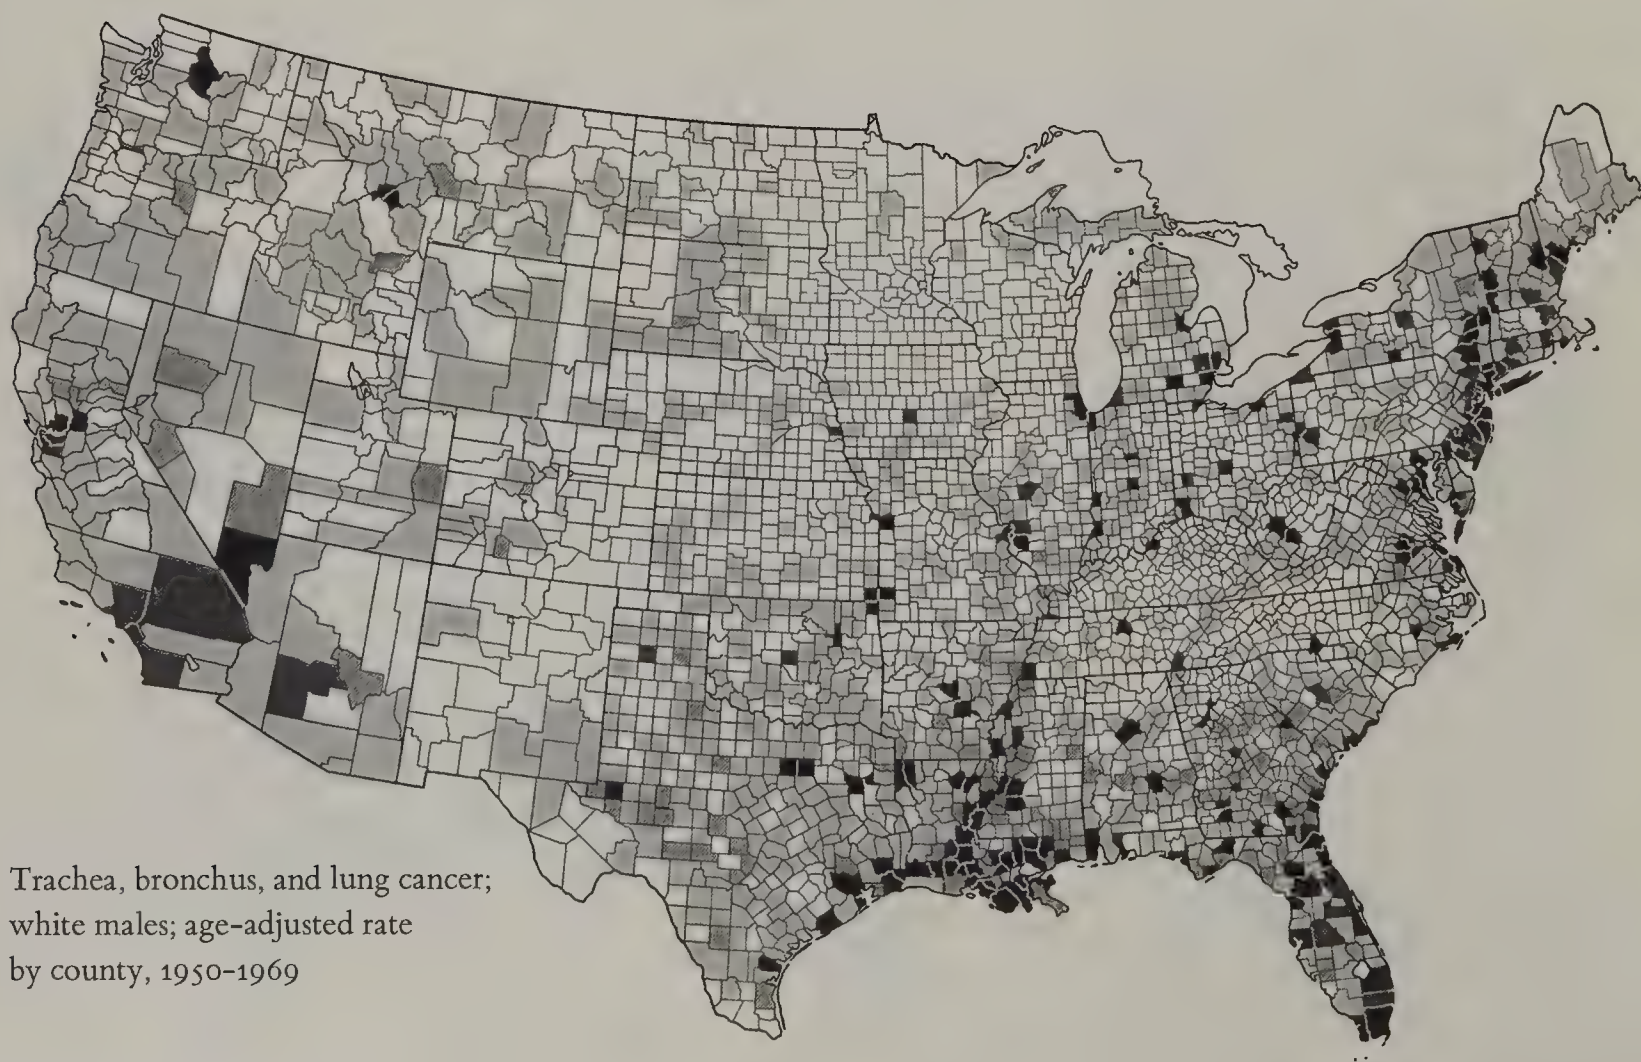 Trachea, bronchus, and lung cancer;
white males; age-adjusted rate
by county, 1950-1969